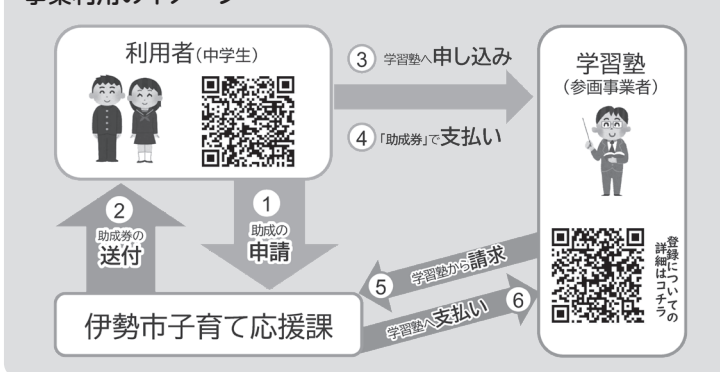 事業利用のイメージ
利用者(中学生)
③ 学習塾へ申し込み
④ 「助成券」で支払い
学習塾
(参画事業者)
② 助成券の
送付
① 助成の
申請
⑤ 学習塾から請求
学習塾へ支払い ⑥
伊勢市子育て応援課
登録についての
詳細はコチラ